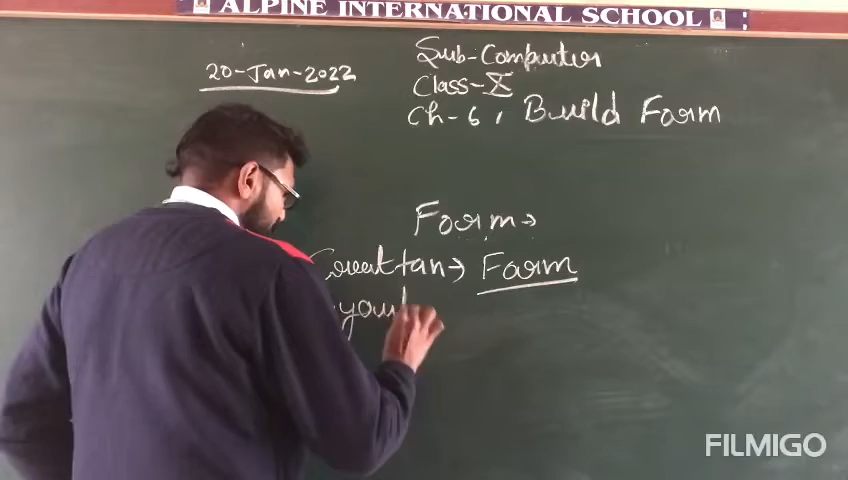 ALPINE INTERNATIONAL SCHOOL
20-Jan-2022
Sub-Computer
Class-X
Ch-6, Build Form
Form→
→ Form
FILMIGO